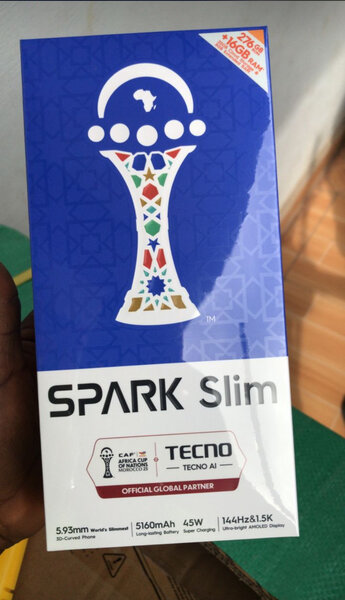 276GB
+16GB RAM*
TM
SPARK Slim
CAF
AFRICA CUP
OF NATIONS
MOROCCO 25
TECNO
TECNO AI
OFFICIAL GLOBAL PARTNER
5.93mm World's Slimmest
3D-Curved Phone
5160mAh
Long-lasting Battery
45W
Super Charging
144Hz&1.5K
Ultra-bright AMOLED Display